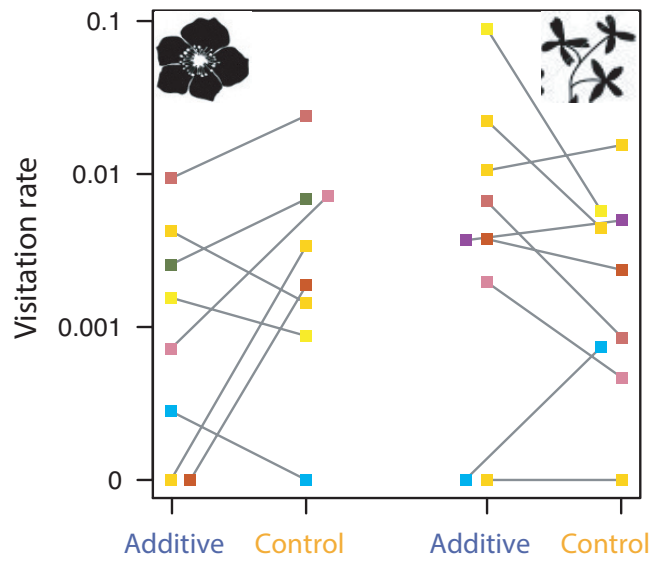 0.1
0.01
Visitation rate
0.001
0
Additive Control Additive Control